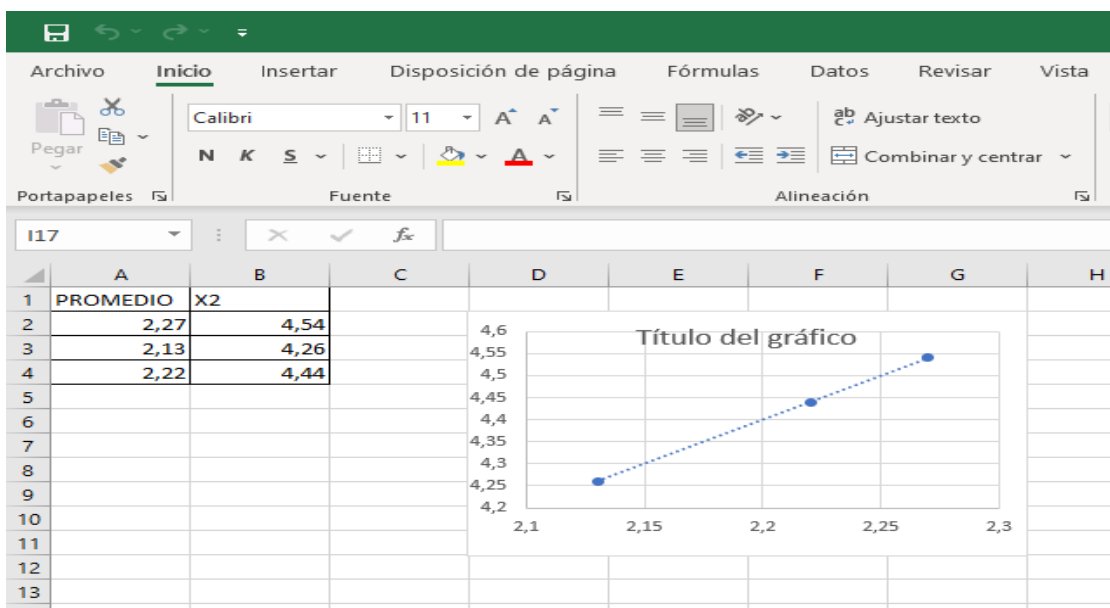 Archivo Inicio Insertar Disposición de página Fórmulas Datos Revisar Vista
Calibri 11 A A ab Ajustar texto
Pegar
N K S A Combinar y centrar
Portapapeles Fuente Alineación
I17 fx
A B C D E F G H
1 PROMEDIO X2
2 2,27 4,54
3 2,13 4,26
4 2,22 4,44
5
6
7
8
9
10
11
12
13
Título del gráfico
4,6
4,55
4,5
4,45
4,4
4,35
4,3
4,25
4,2
2,1 2,15 2,2 2,25 2,3